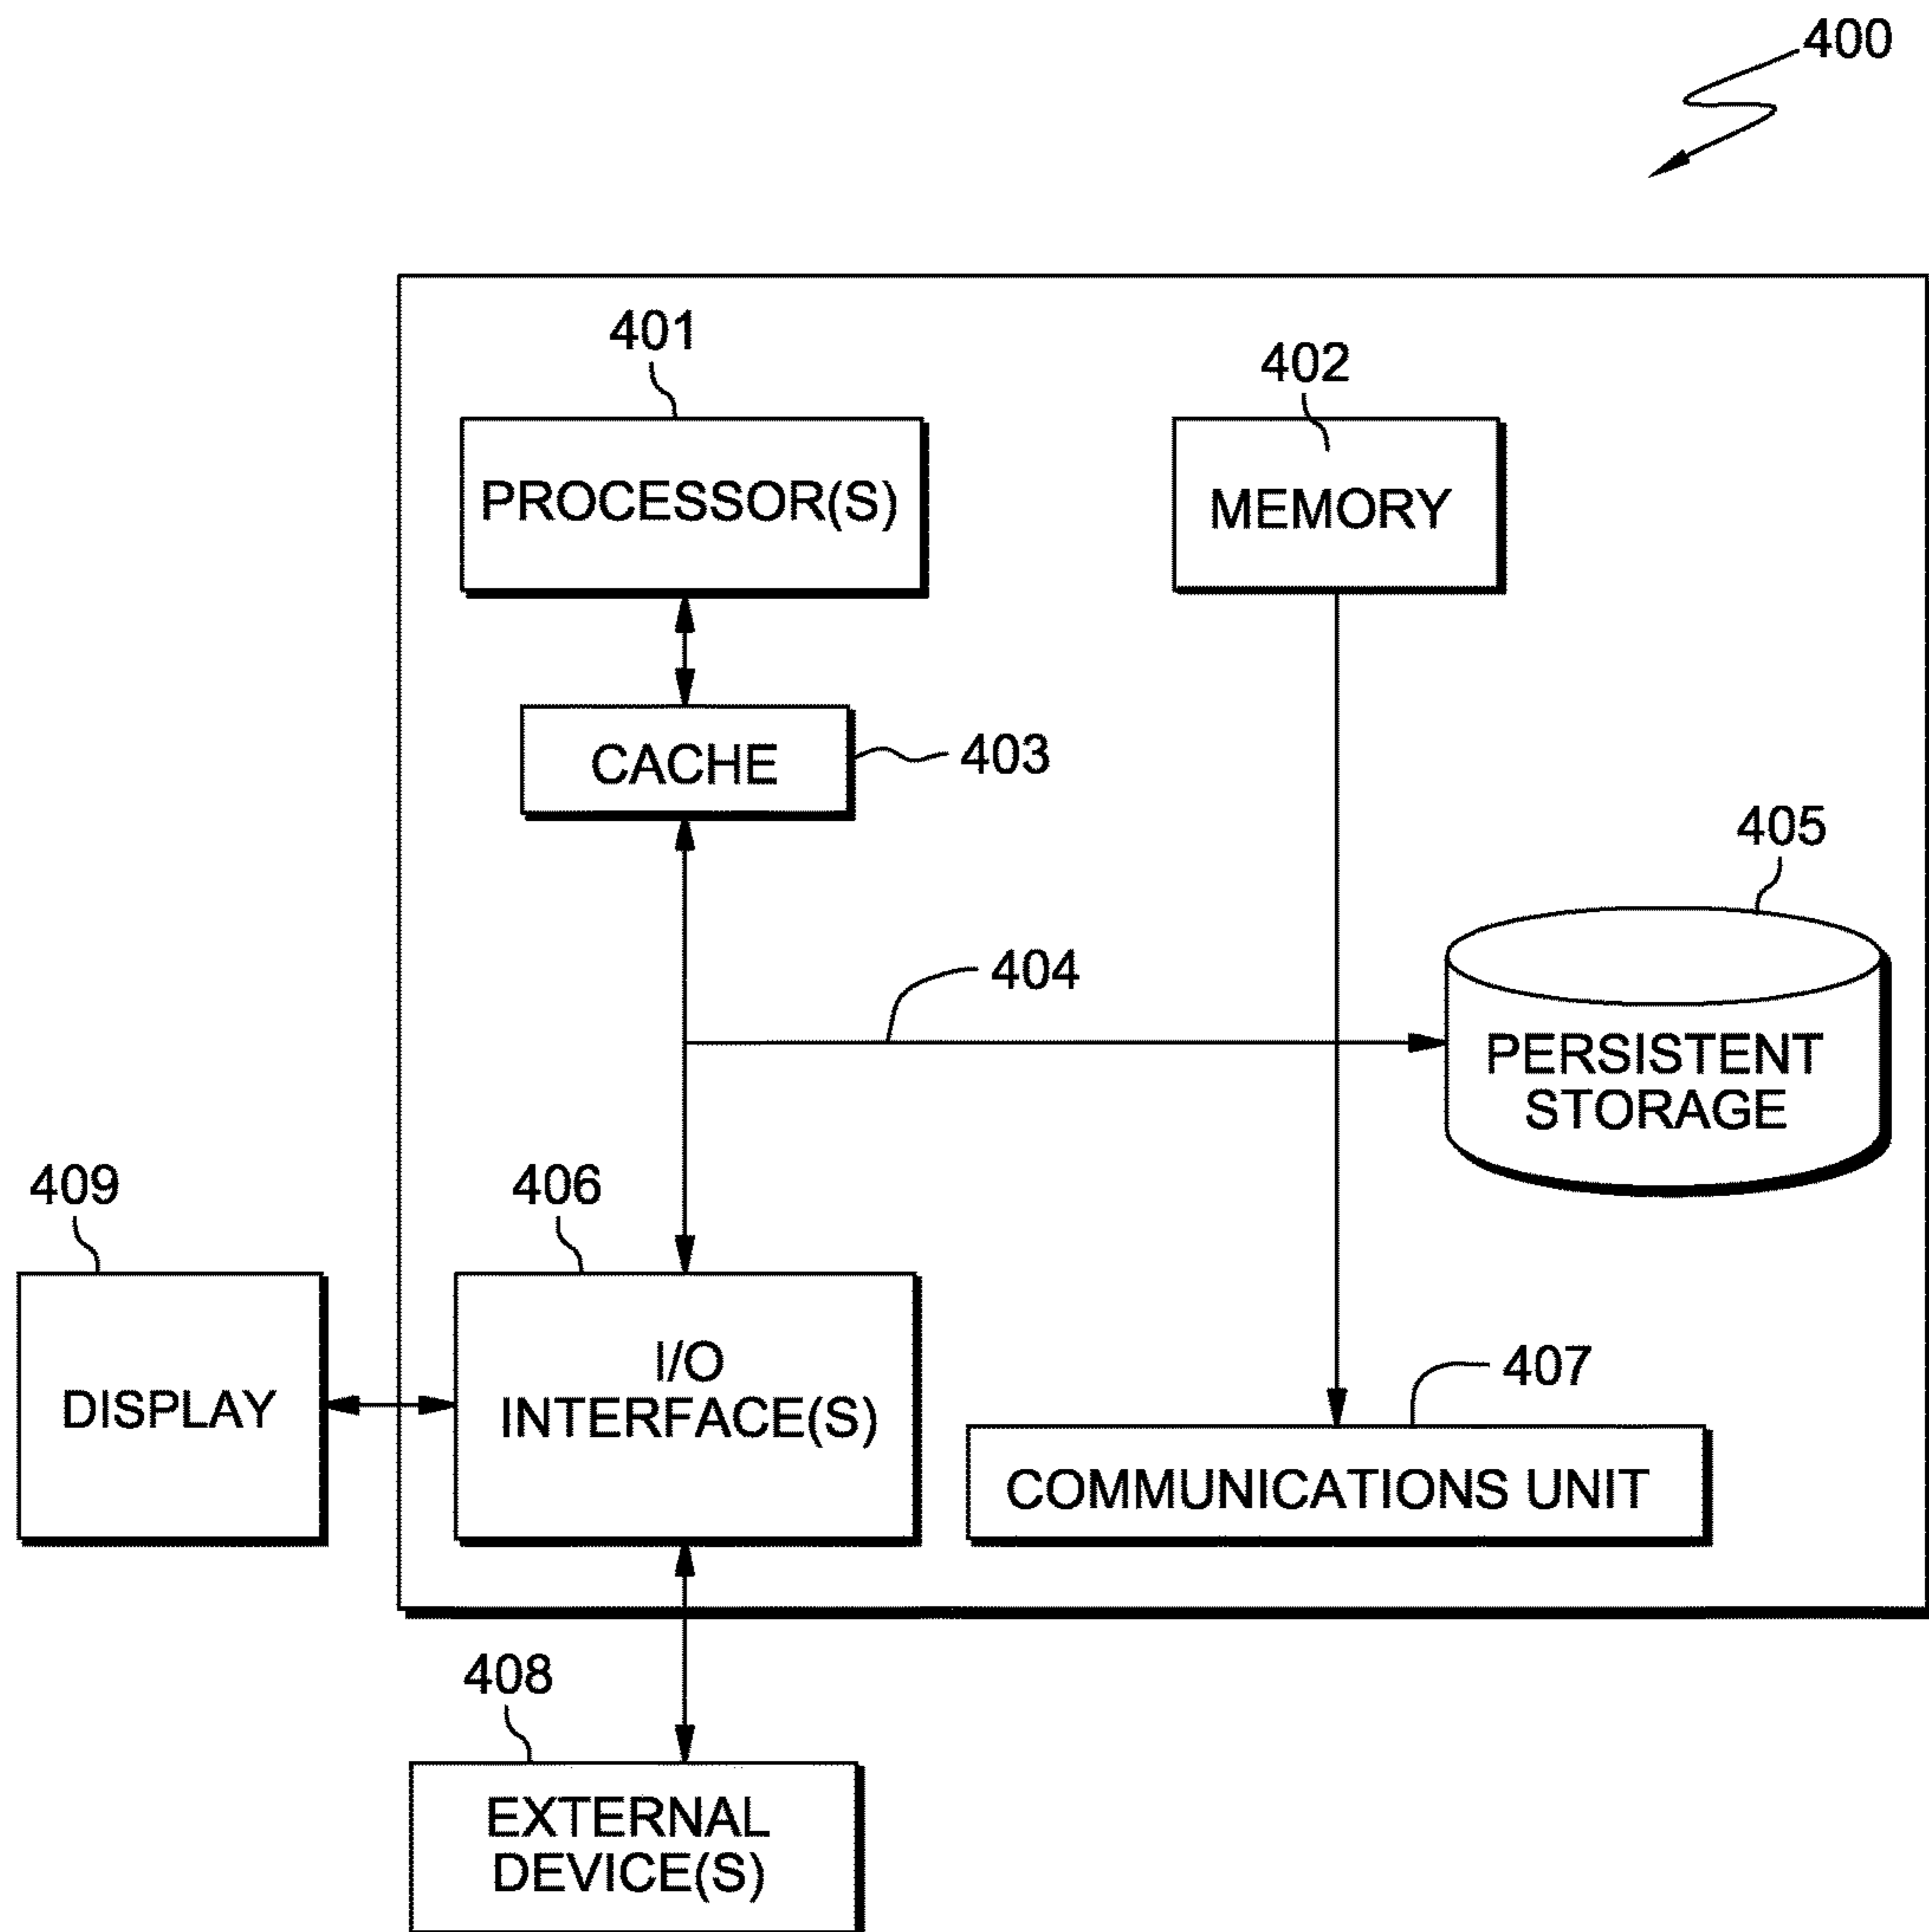 400
401
402
PROCESSOR(S)
MEMORY
CACHE
403
405
404
PERSISTENT
STORAGE
409
406
I/O
INTERFACE(S)
DISPLAY
407
COMMUNICATIONS UNIT
408
EXTERNAL
DEVICE(S)